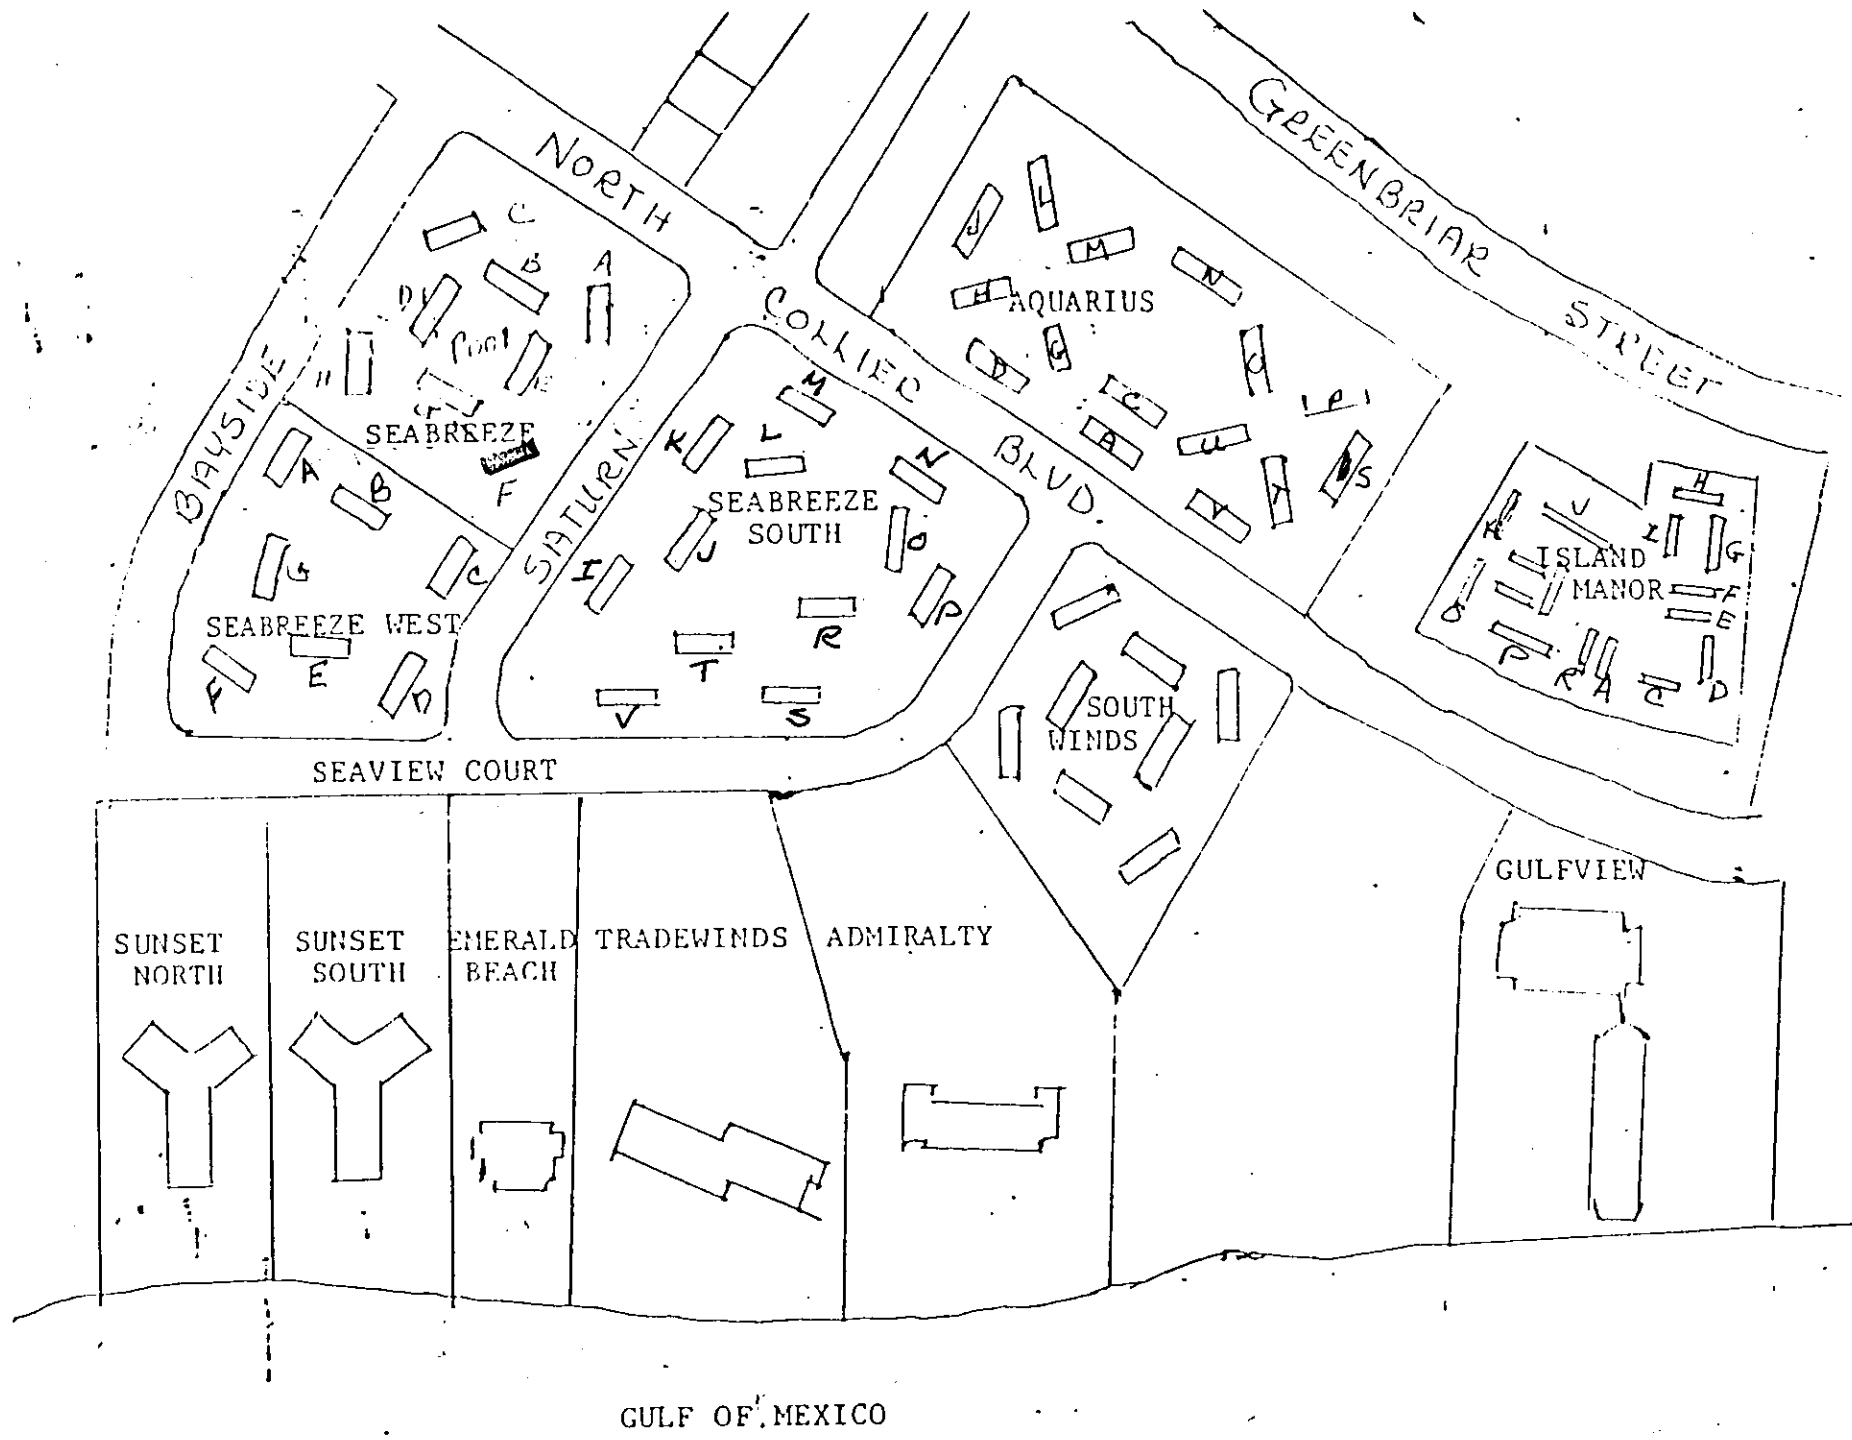 GREENBRIAR STREET
NORTH COLLIER BLVD.
BAYSIDE
SATURN
C
B
A
D
Pool
H
E
G
SEABREEZE
F
A
B
G
C
SEABREEZE WEST
F
E
D
M
K
L
N
SEABREEZE
SOUTH
J
O
I
P
R
T
V
S
J
L
M
N
H
AQUARIUS
G
D
O
C
P
A
U
S
T
V
H
J
K
I
G
ISLAND
MANOR
F
E
P
R
A
C
D
SOUTH
WINDS
SEAVIEW COURT
GULFVIEW
SUNSET
NORTH
SUNSET
SOUTH
EMERALD
BEACH
TRADEWINDS
ADMIRALTY
GULF OF MEXICO